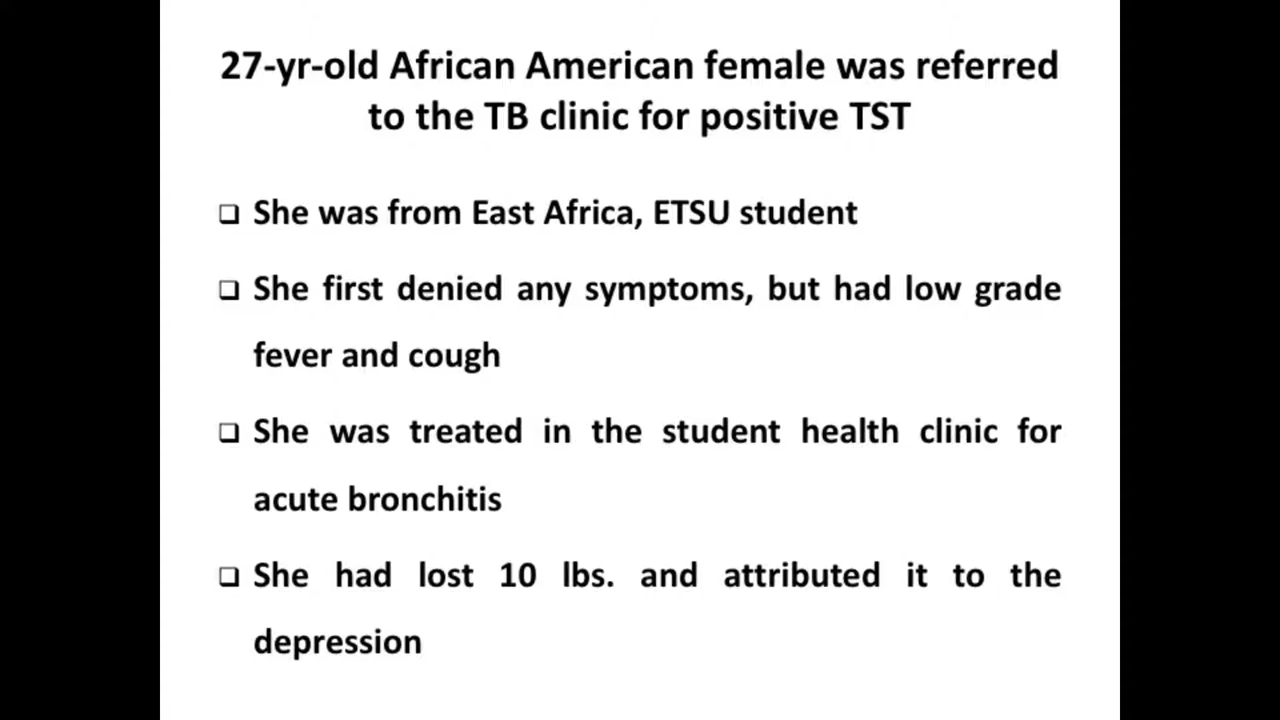 27-yr-old African American female was referred
to the TB clinic for positive TST
❑ She was from East Africa, ETSU student
❑ She first denied any symptoms, but had low grade
fever and cough
❑ She was treated in the student health clinic for
acute bronchitis
❑ She had lost 10 lbs. and attributed it to the
depression